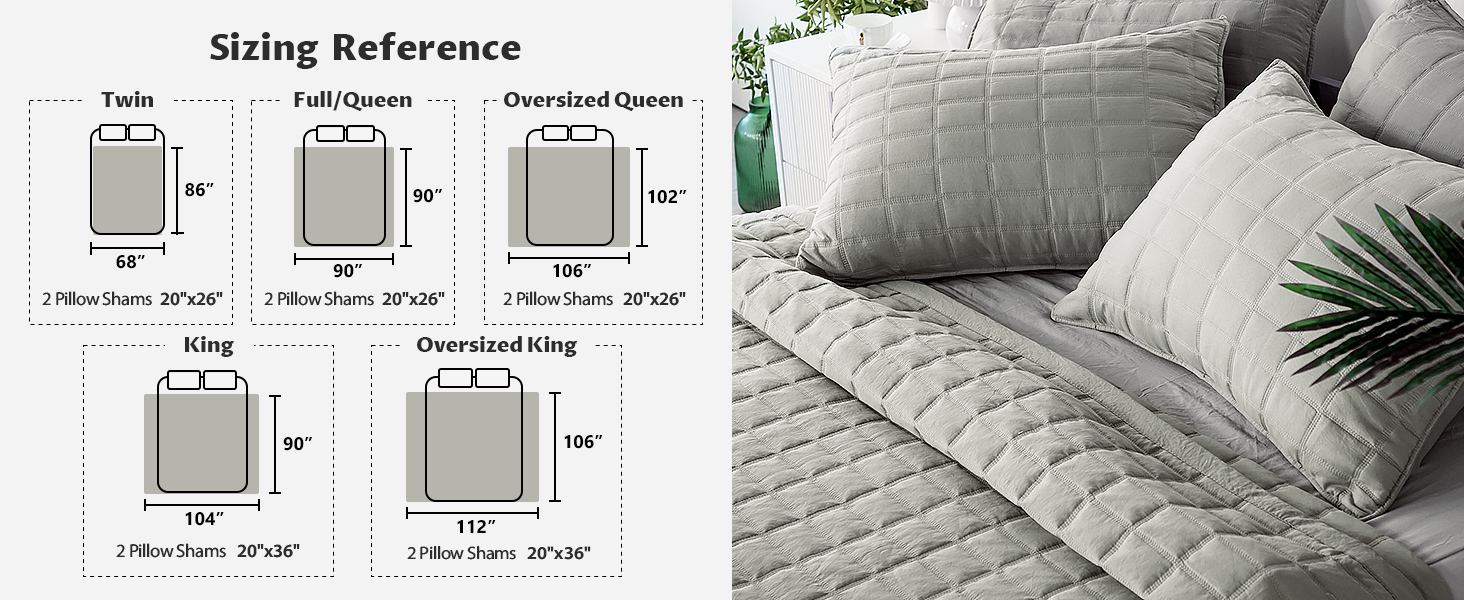 Sizing Reference
Twin
86”
68”
2 Pillow Shams 20"x26"
Full/Queen
90”
90”
2 Pillow Shams 20"x26"
Oversized Queen
102”
106”
2 Pillow Shams 20"x26"
King
90”
104”
2 Pillow Shams 20"x36"
Oversized King
106”
112”
2 Pillow Shams 20"x36"